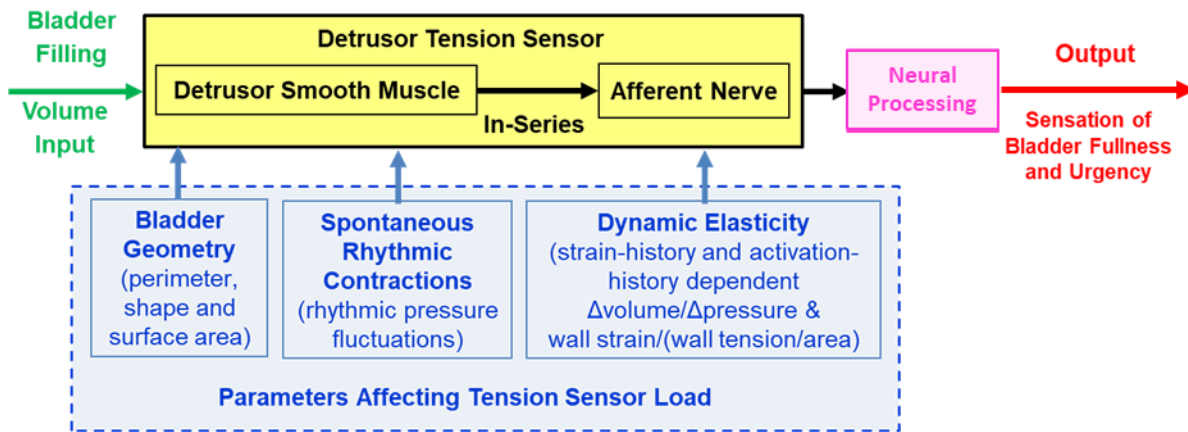 Bladder
Filling
Volume
Input
Detrusor Tension Sensor
Detrusor Smooth Muscle
Afferent Nerve
In-Series
Neural
Processing
Output
Sensation of
Bladder Fullness
and Urgency
Bladder
Geometry
(perimeter,
shape and
surface area)
Spontaneous
Rhythmic
Contractions
(rhythmic pressure
fluctuations)
Dynamic Elasticity
(strain-history and activation-
history dependent
Δvolume/Δpressure &
wall strain/(wall tension/area)
Parameters Affecting Tension Sensor Load